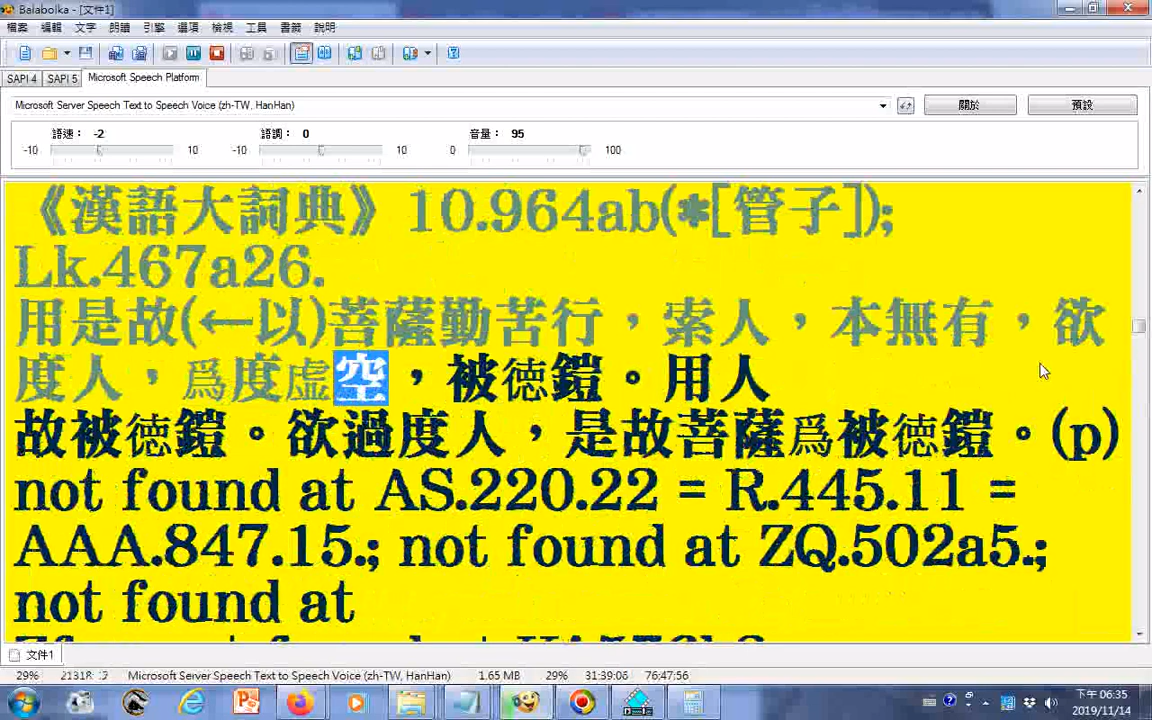 Balabolka - [文件1]
檔案 編輯 文字 朗讀 引擎 選項 檢視 工具 書籤 說明
SAPI 4 SAPI 5 Microsoft Speech Platform
Microsoft Server Speech Text to Speech Voice (zh-TW, HanHan) 關於 預設
語速： -2 語調： 0 音量： 95
-10 10 -10 10 0 100
《漢語大詞典》 10.964ab(*[管子]);
Lk.467a26.
用是故(←以)菩薩勤苦行，索人，本無有，欲
度人，爲度虚空，被徳鎧。用人
故被徳鎧。欲過度人，是故菩薩爲被徳鎧。(p)
not found at AS.220.22 = R.445.11 =
AAA.847.15.; not found at ZQ.502a5.;
not found at
文件1
29% Microsoft Server Speech Text to Speech Voice (zh-TW, HanHan) 1.65 MB 29% 31:39:06 76:47:56
下午 06:35
2019/11/14